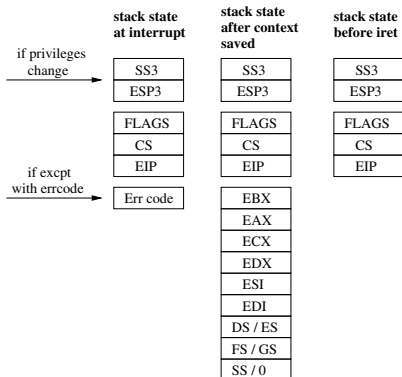 stack state
at interrupt
stack state
after context
saved
stack state
before iret
if privileges
change
SS3
ESP3
FLAGS
CS
EIP
if excpt
with errcode
Err code
SS3
ESP3
FLAGS
CS
EIP
EBX
EAX
ECX
EDX
ESI
EDI
DS / ES
FS / GS
SS / 0
SS3
ESP3
FLAGS
CS
EIP